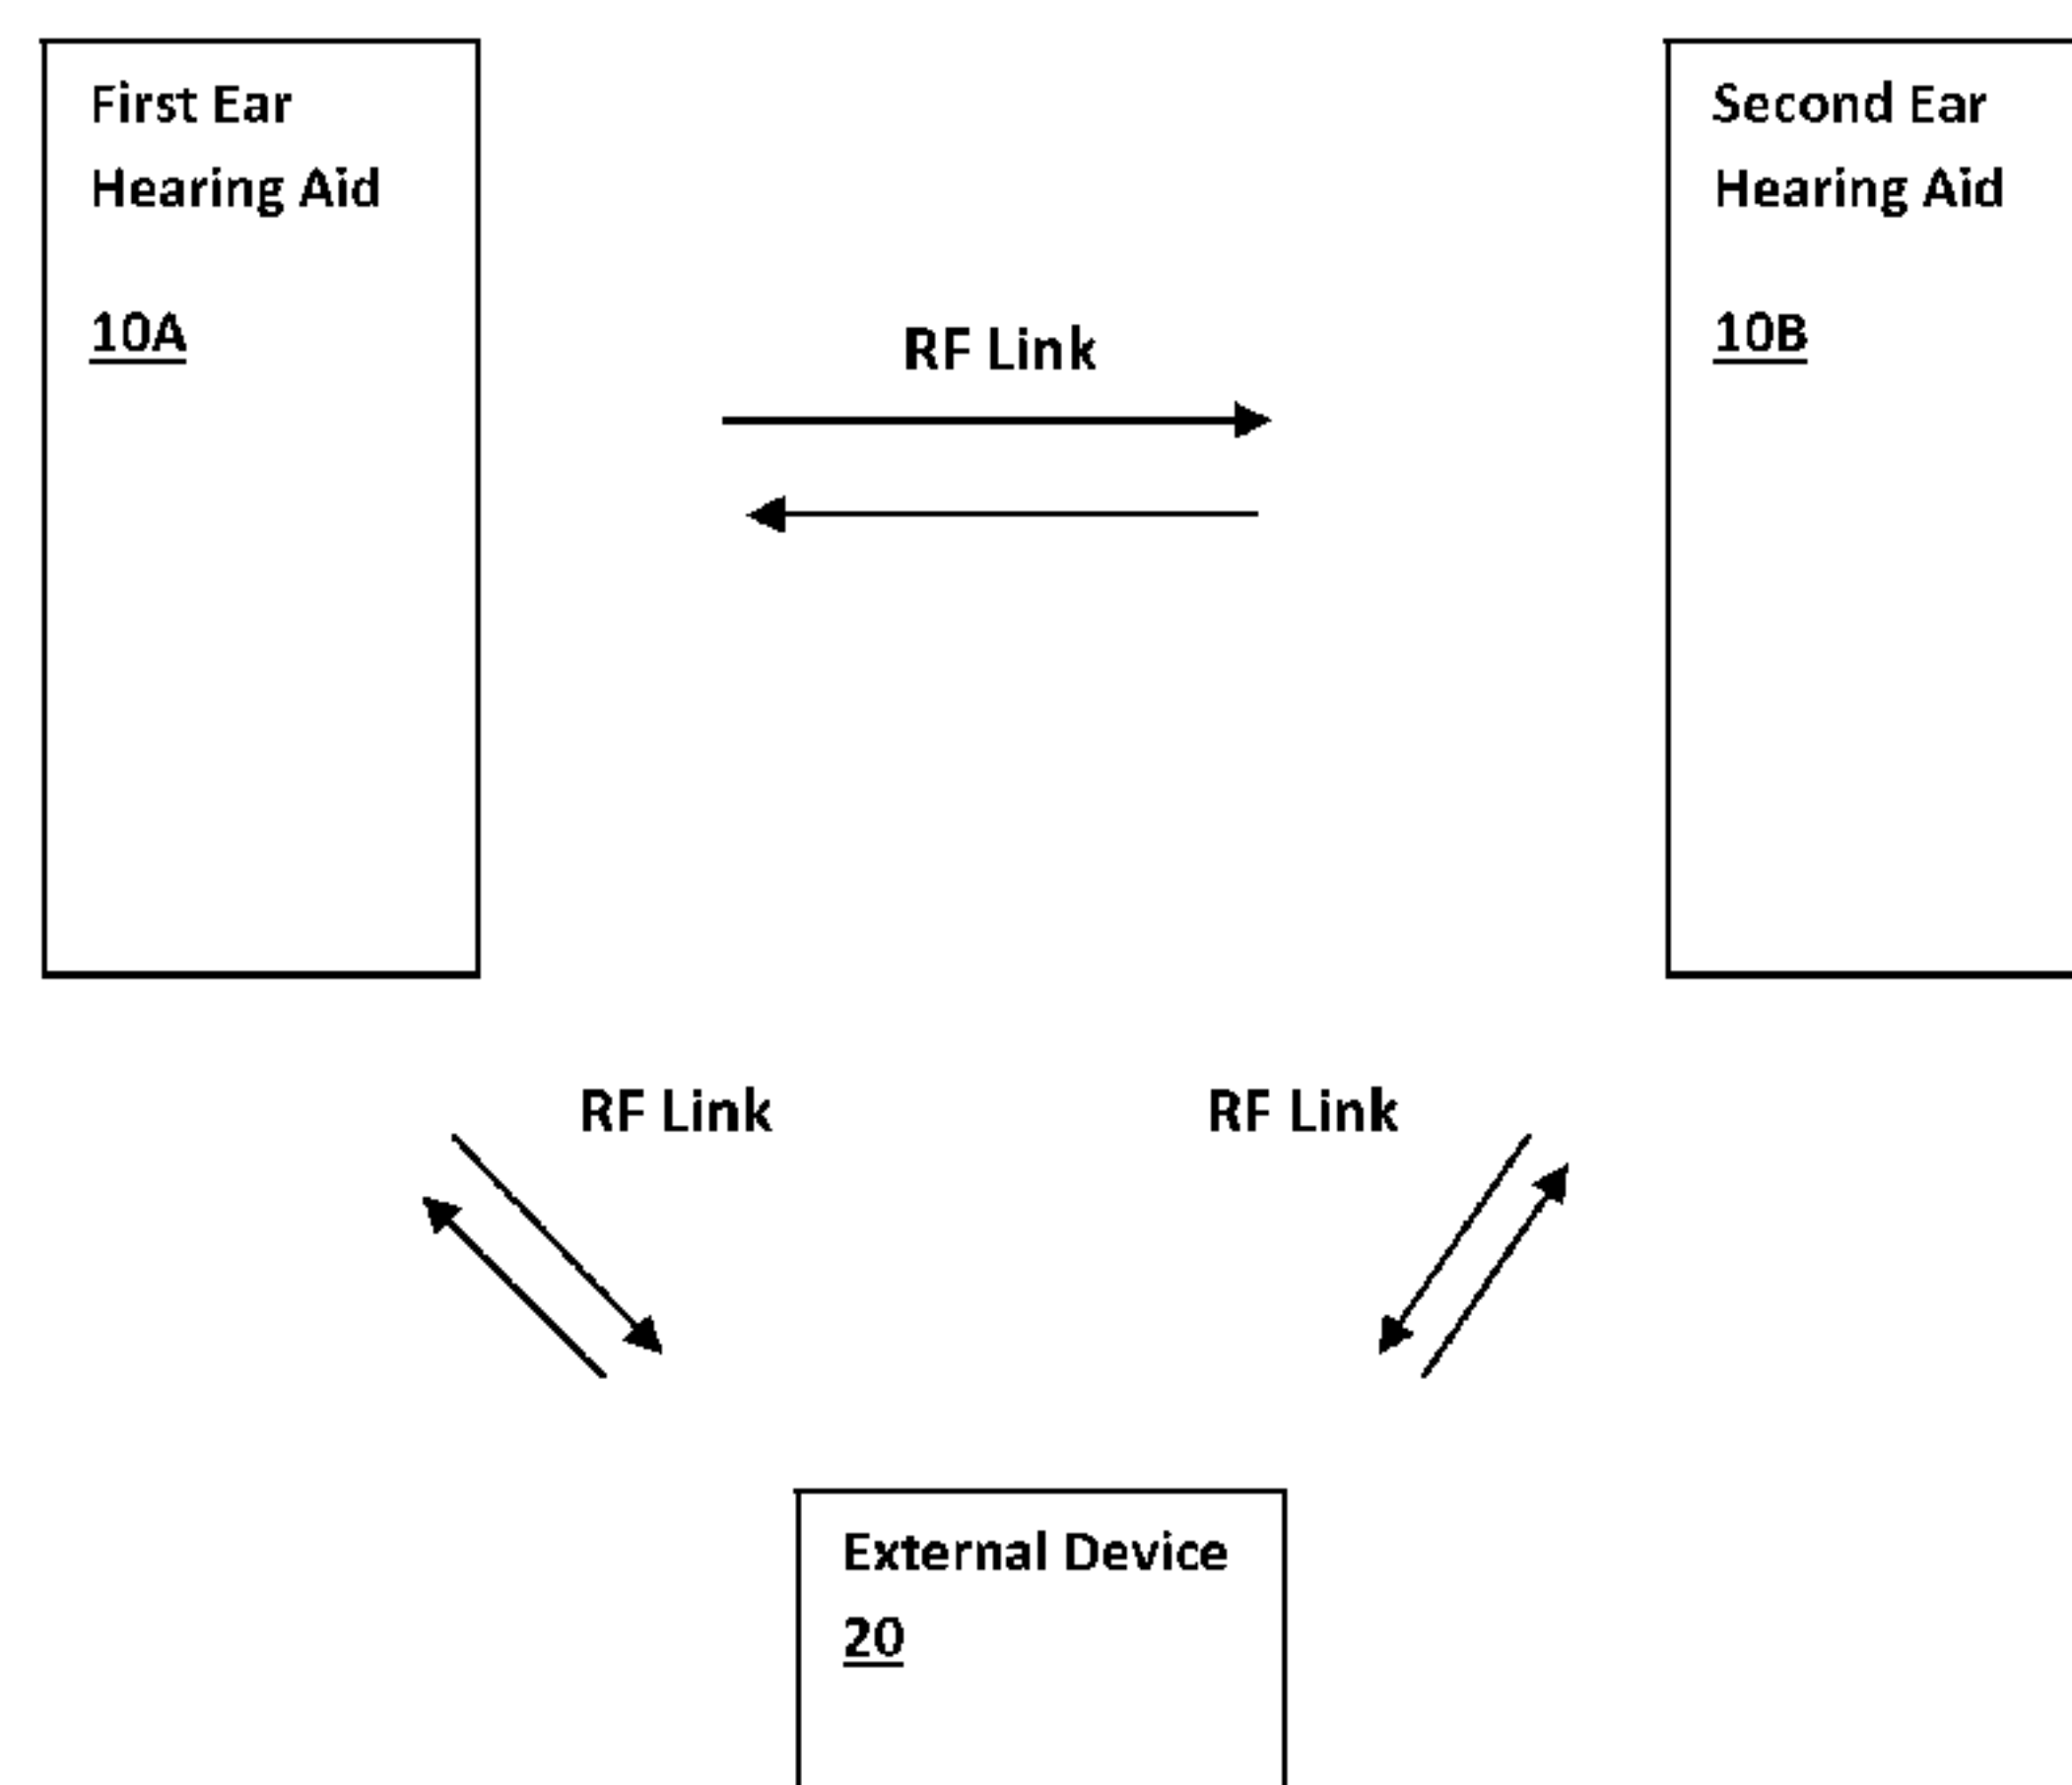 First Ear
Hearing Aid
10A
Second Ear
Hearing Aid
10B
RF Link
RF Link
RF Link
External Device
20